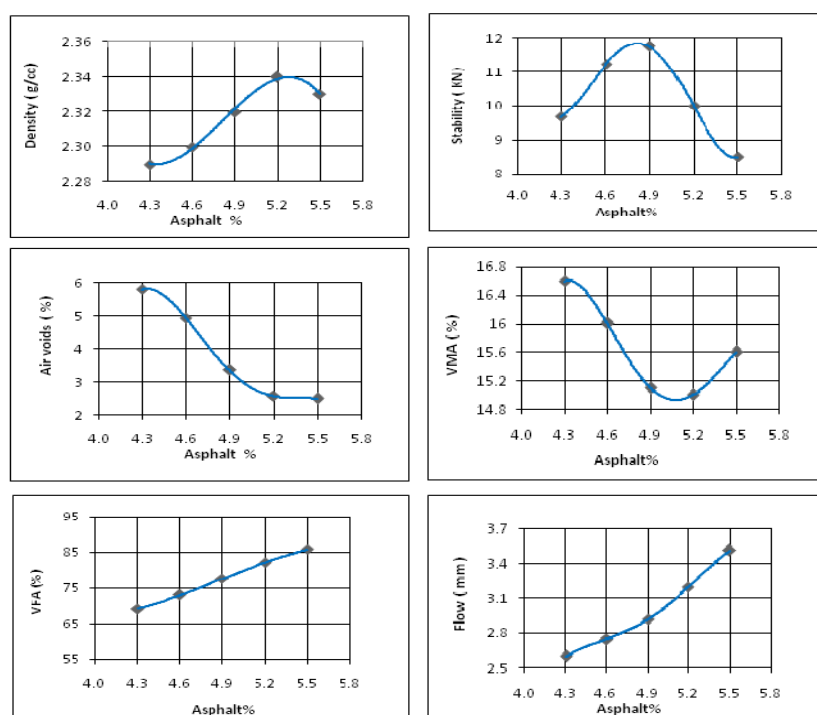 Density ( g/cc)
2.36
2.34
2.32
2.30
2.28
4.0 4.3 4.6 4.9 5.2 5.5 5.8
Asphalt %
Stability ( KN)
12
11
10
9
8
4.0 4.3 4.6 4.9 5.2 5.5 5.8
Asphalt%
Air voids ( %)
6
5
4
3
2
4.0 4.3 4.6 4.9 5.2 5.5 5.8
Asphalt %
VMA ( %)
16.8
16.4
16
15.6
15.2
14.8
4.0 4.3 4.6 4.9 5.2 5.5 5.8
Asphalt%
VFA (%)
95
85
75
65
55
4.0 4.3 4.6 4.9 5.2 5.5 5.8
Asphalt%
Flow ( mm)
3.7
3.4
3.1
2.8
2.5
4.0 4.3 4.6 4.9 5.2 5.5 5.8
Asphalt%